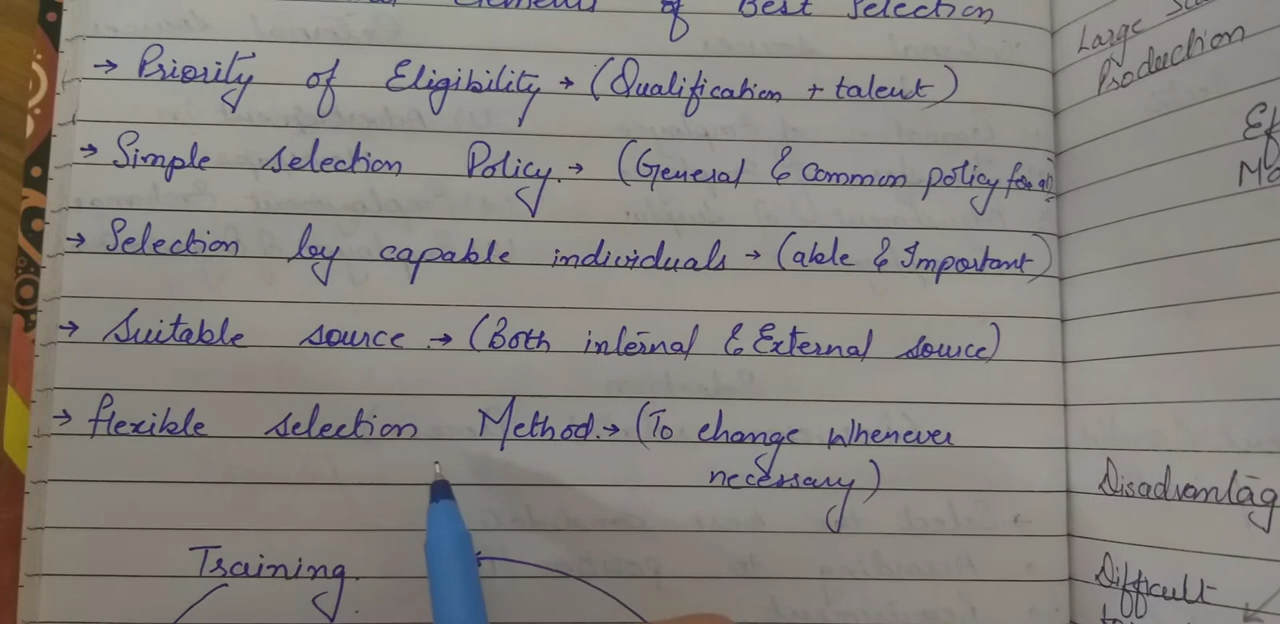 Elements of Best Selection
→ Priority of Eligibility → (Qualification + talent)
→ Simple selection Policy → (General & Common policy for all
→ Selection by capable individuals → (able & Important)
→ Suitable source → (Both internal & External source)
→ flexible selection Method → (To change whenever
necessary)
Training.
Large
Production
Disadvantag
Difficult